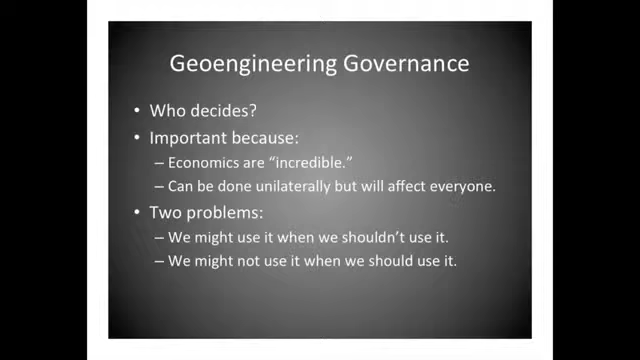 Geoengineering Governance
• Who decides?
• Important because:
– Economics are “incredible.”
– Can be done unilaterally but will affect everyone.
• Two problems:
– We might use it when we shouldn’t use it.
– We might not use it when we should use it.